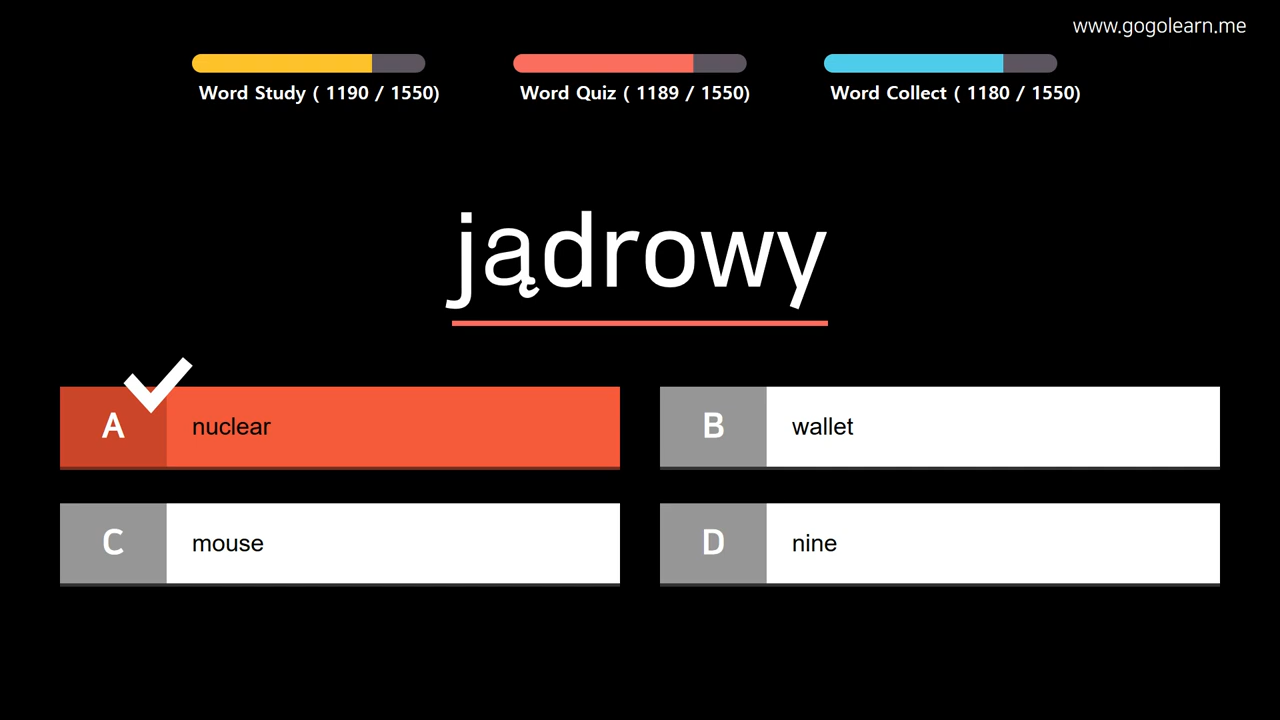 www.gogolearn.me
Word Study ( 1190 / 1550)
Word Quiz ( 1189 / 1550)
Word Collect ( 1180 / 1550)
jądrowy
A nuclear
B wallet
C mouse
D nine